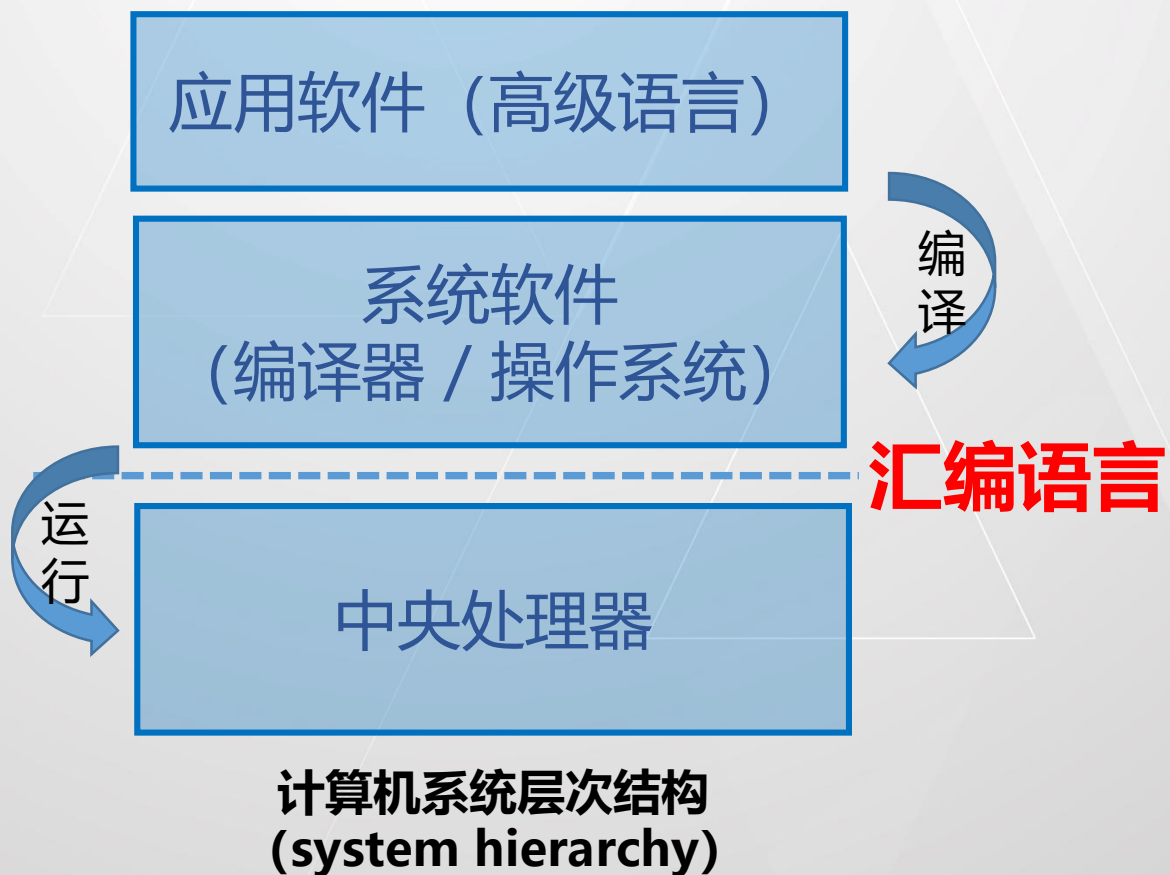 应用软件（高级语言）
编
译
系统软件
（编译器 / 操作系统）
汇编语言
运
行
中央处理器
计算机系统层次结构
（system hierarchy）